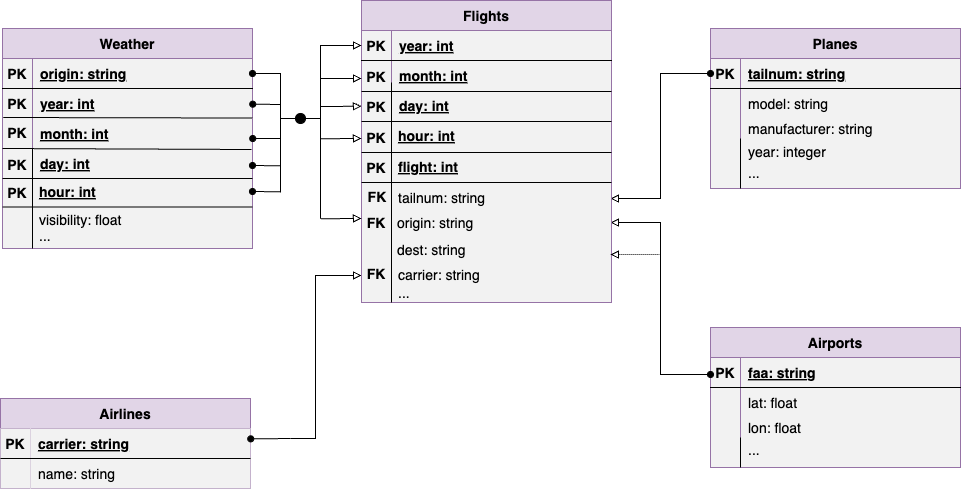 Weather
PK origin: string
PK year: int
PK month: int
PK day: int
PK hour: int
visibility: float
...
Flights
PK year: int
PK month: int
PK day: int
PK hour: int
PK flight: int
FK tailnum: string
FK origin: string
dest: string
FK carrier: string
...
Planes
PK tailnum: string
model: string
manufacturer: string
year: integer
...
Airports
PK faa: string
lat: float
lon: float
...
Airlines
PK carrier: string
name: string